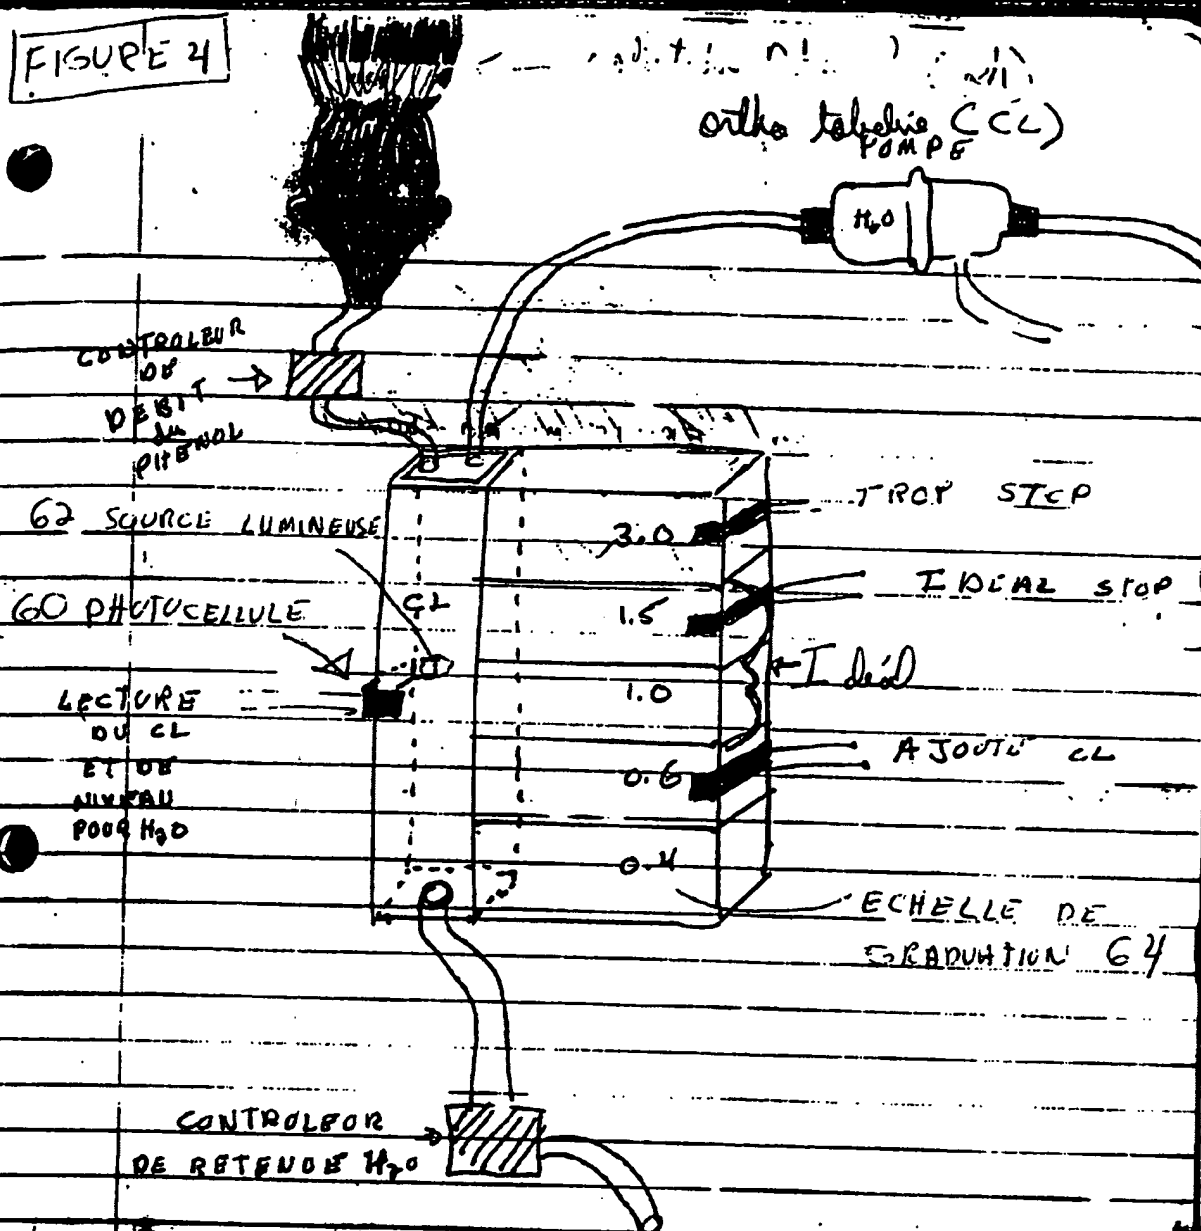 FIGURE 4
ortho tolidine (CL)
POMPE
H2O
CONTROLEUR
DE
DEBIT
du
PHENOL
62 SOURCE LUMINEUSE
60 PHOTOCELLULE
CL
LECTURE
DU CL
ET DE
NIVEAU
POUR H2O
3.0
TROP STOP
1.5
IDEAL STOP
1.0
Idéal
0.6
AJOUTÉ CL
0.4
ECHELLE DE
GRADUATION 64
CONTROLEOR
DE RETENUE H2O